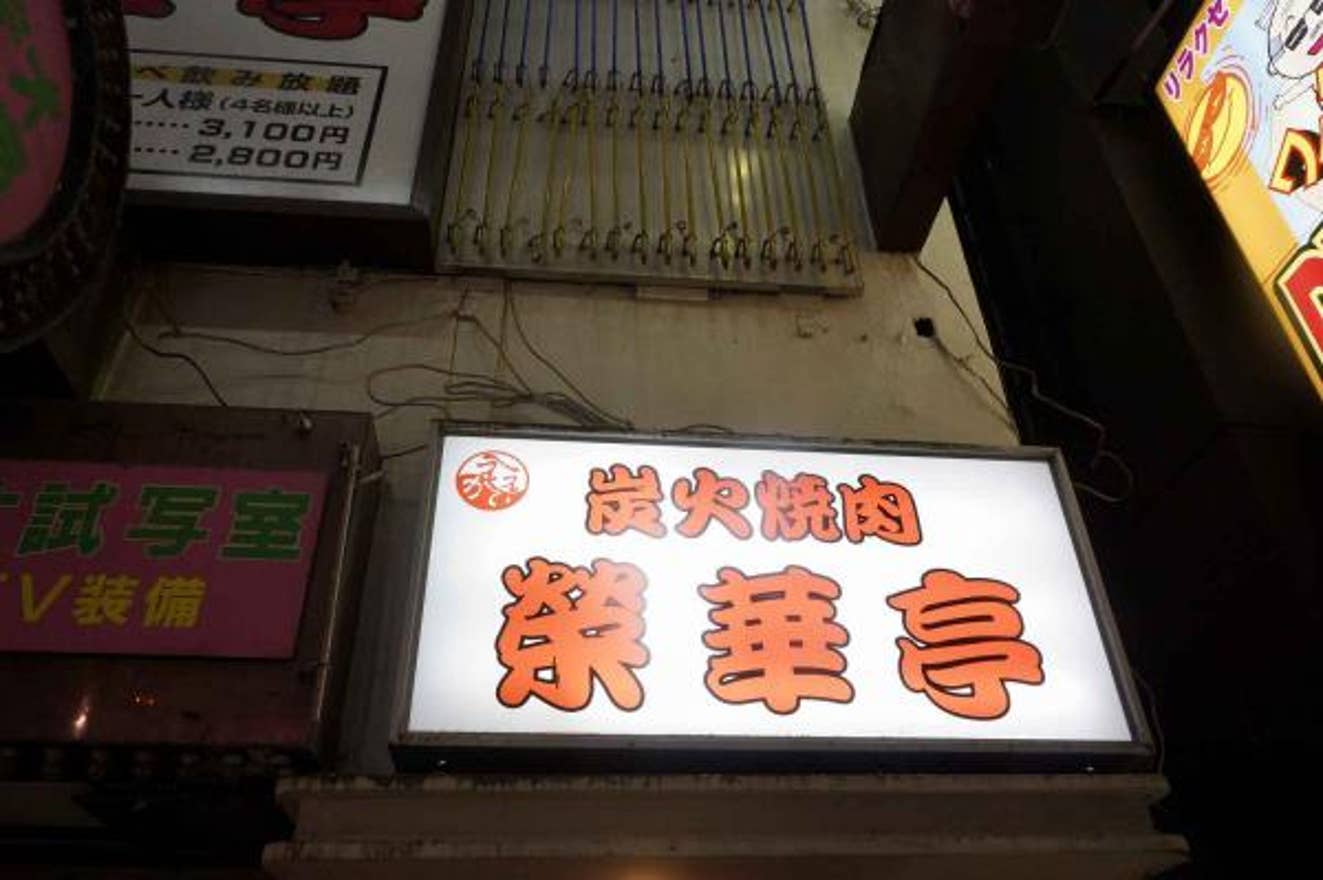 べ飲み放題
一人様(4名様以上)
3,100円
2,800円
リラクゼ
炭火焼肉
榮華亭
試写室
TV装備